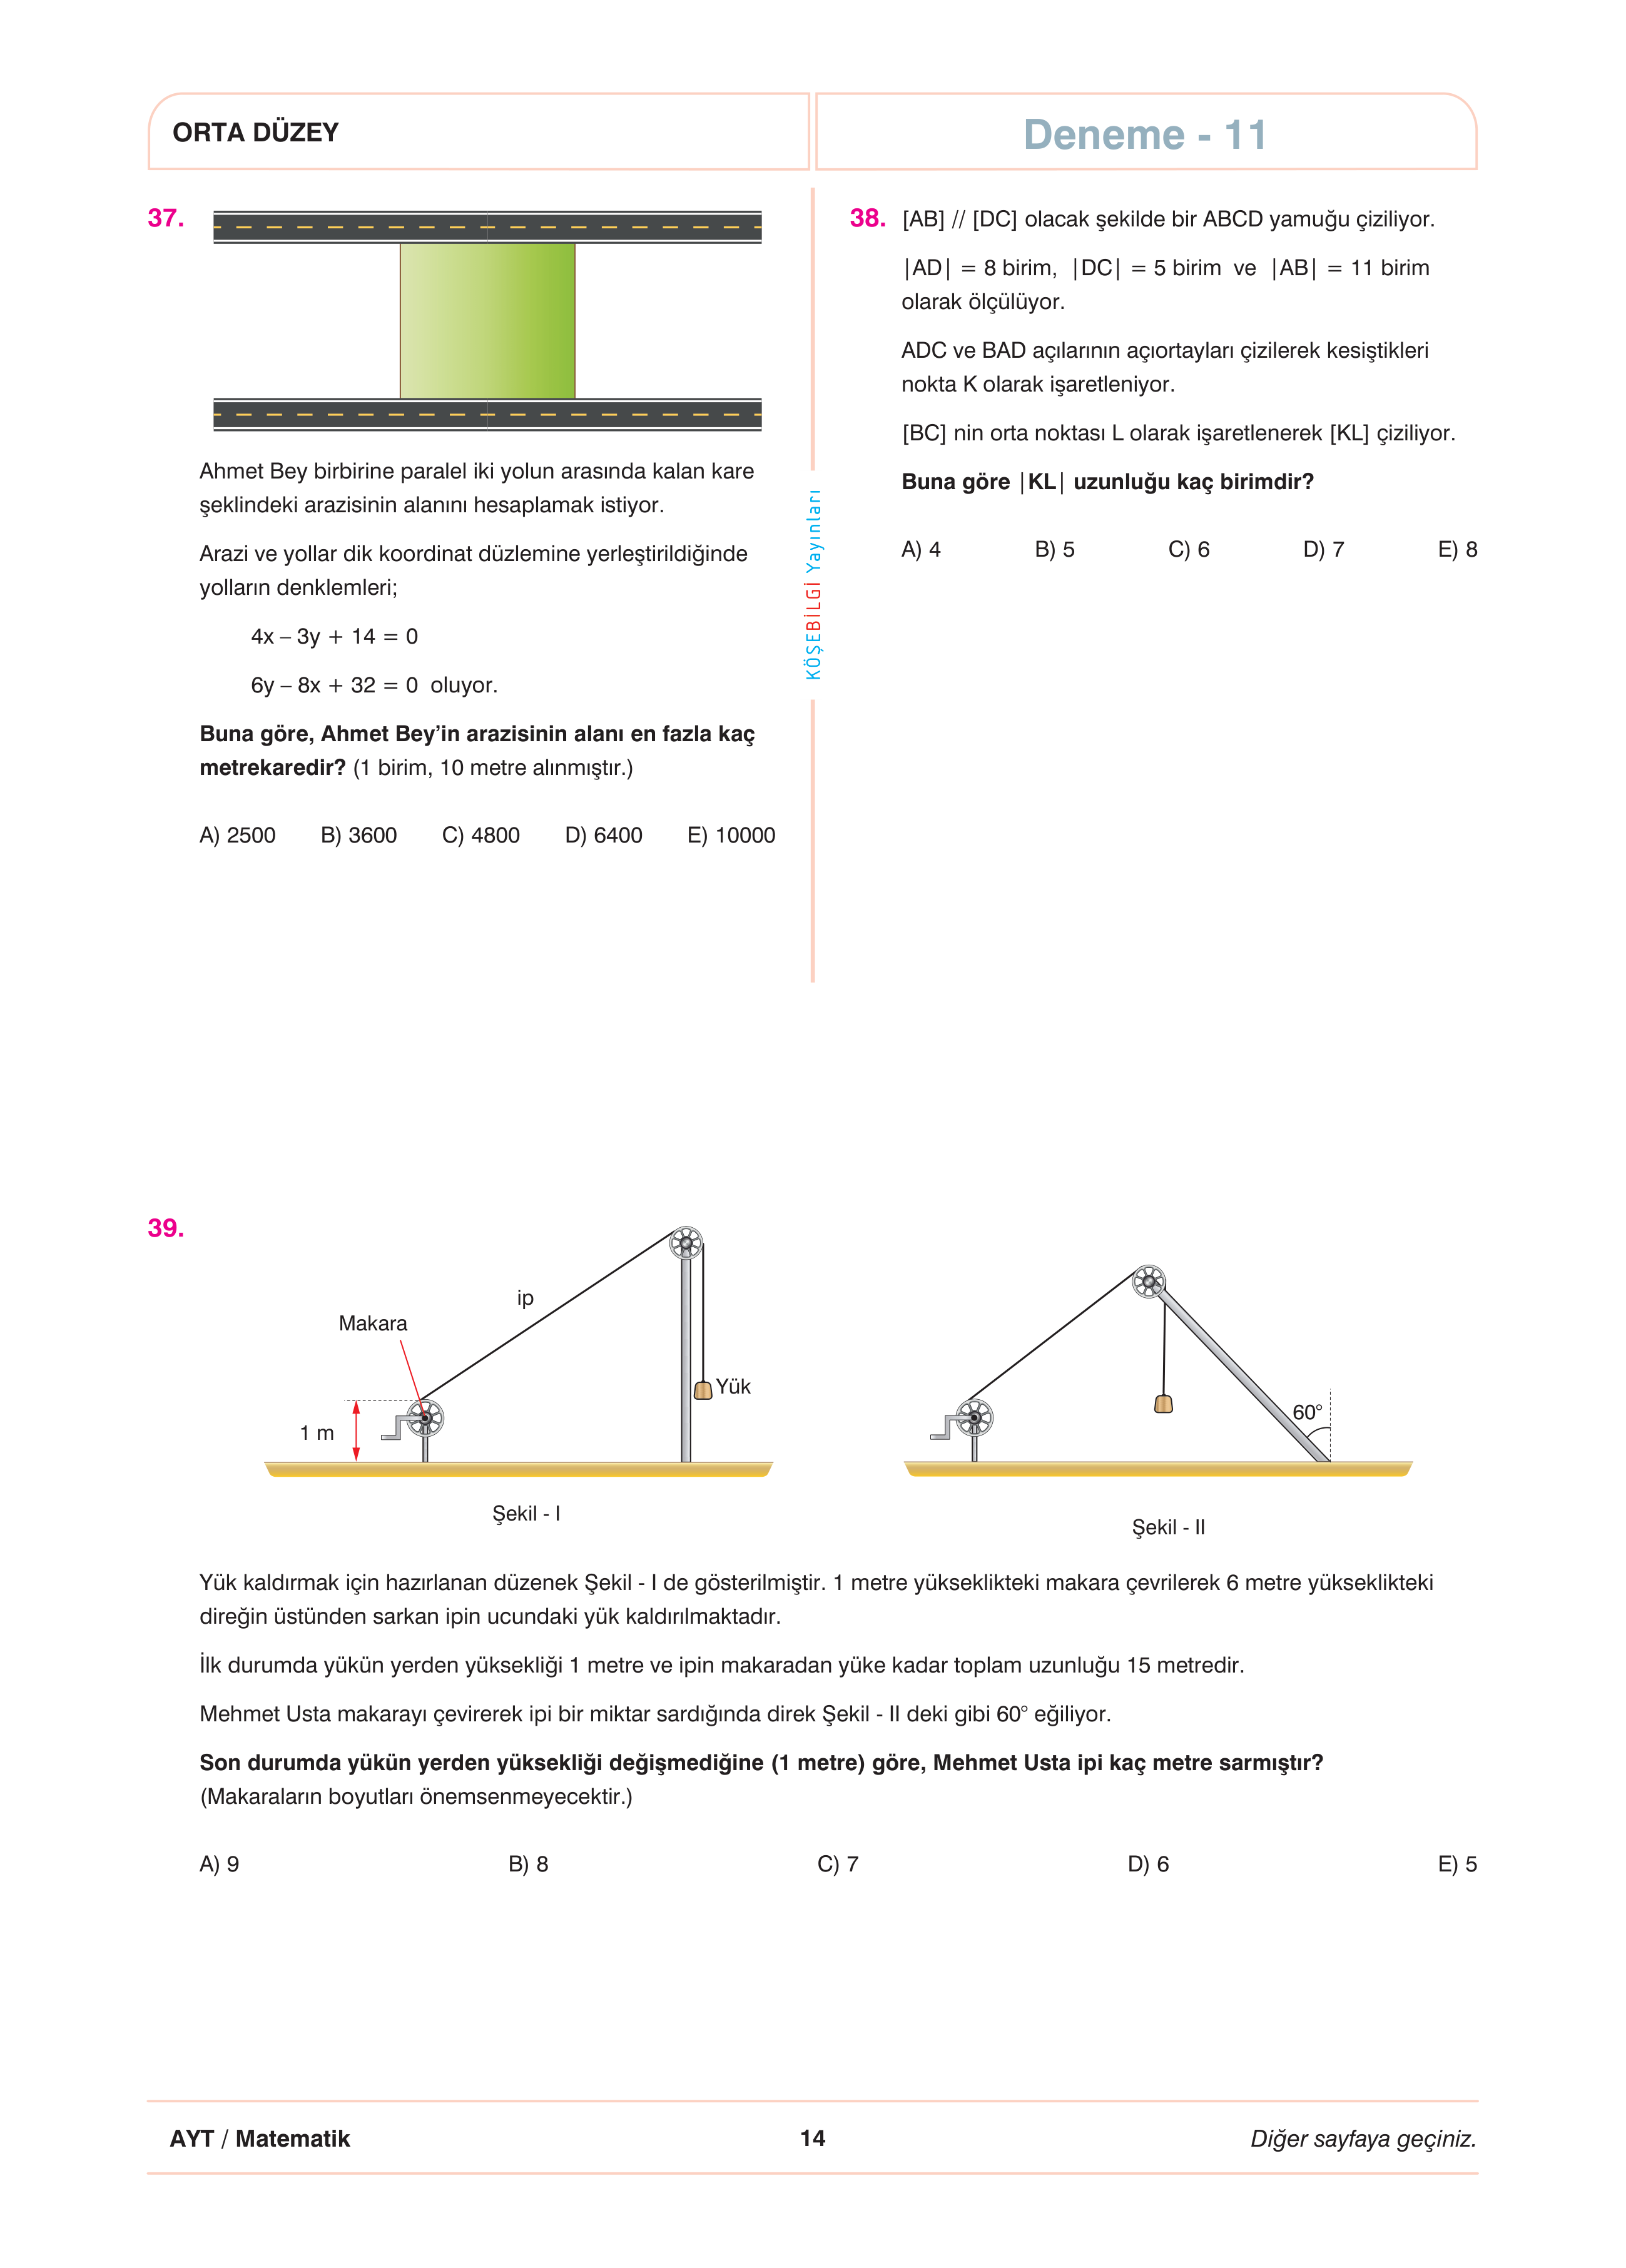 ORTA DÜZEY
Deneme - 11
37.
Ahmet Bey birbirine paralel iki yolun arasında kalan kare
şeklindeki arazisinin alanını hesaplamak istiyor.
Arazi ve yollar dik koordinat düzlemine yerleştirildiğinde
yolların denklemleri;
4x – 3y + 14 = 0
6y – 8x + 32 = 0 oluyor.
Buna göre, Ahmet Bey’in arazisinin alanı en fazla kaç
metrekaredir? (1 birim, 10 metre alınmıştır.)
A) 2500 B) 3600 C) 4800 D) 6400 E) 10000
KÖŞEBİLGİ Yayınları
38. [AB] // [DC] olacak şekilde bir ABCD yamuğu çiziliyor.
|AD| = 8 birim, |DC| = 5 birim ve |AB| = 11 birim
olarak ölçülüyor.
ADC ve BAD açılarının açıortayları çizilerek kesiştikleri
nokta K olarak işaretleniyor.
[BC] nin orta noktası L olarak işaretlenerek [KL] çiziliyor.
Buna göre |KL| uzunluğu kaç birimdir?
A) 4 B) 5 C) 6 D) 7 E) 8
39.
ip
Makara
Yük
1 m
60°
Şekil - I
Şekil - II
Yük kaldırmak için hazırlanan düzenek Şekil - I de gösterilmiştir. 1 metre yükseklikteki makara çevrilerek 6 metre yükseklikteki
direğin üstünden sarkan ipin ucundaki yük kaldırılmaktadır.
İlk durumda yükün yerden yüksekliği 1 metre ve ipin makaradan yüke kadar toplam uzunluğu 15 metredir.
Mehmet Usta makarayı çevirerek ipi bir miktar sardığında direk Şekil - II deki gibi 60° eğiliyor.
Son durumda yükün yerden yüksekliği değişmediğine (1 metre) göre, Mehmet Usta ipi kaç metre sarmıştır?
(Makaraların boyutları önemsenmeyecektir.)
A) 9 B) 8 C) 7 D) 6 E) 5
AYT / Matematik
14
Diğer sayfaya geçiniz.